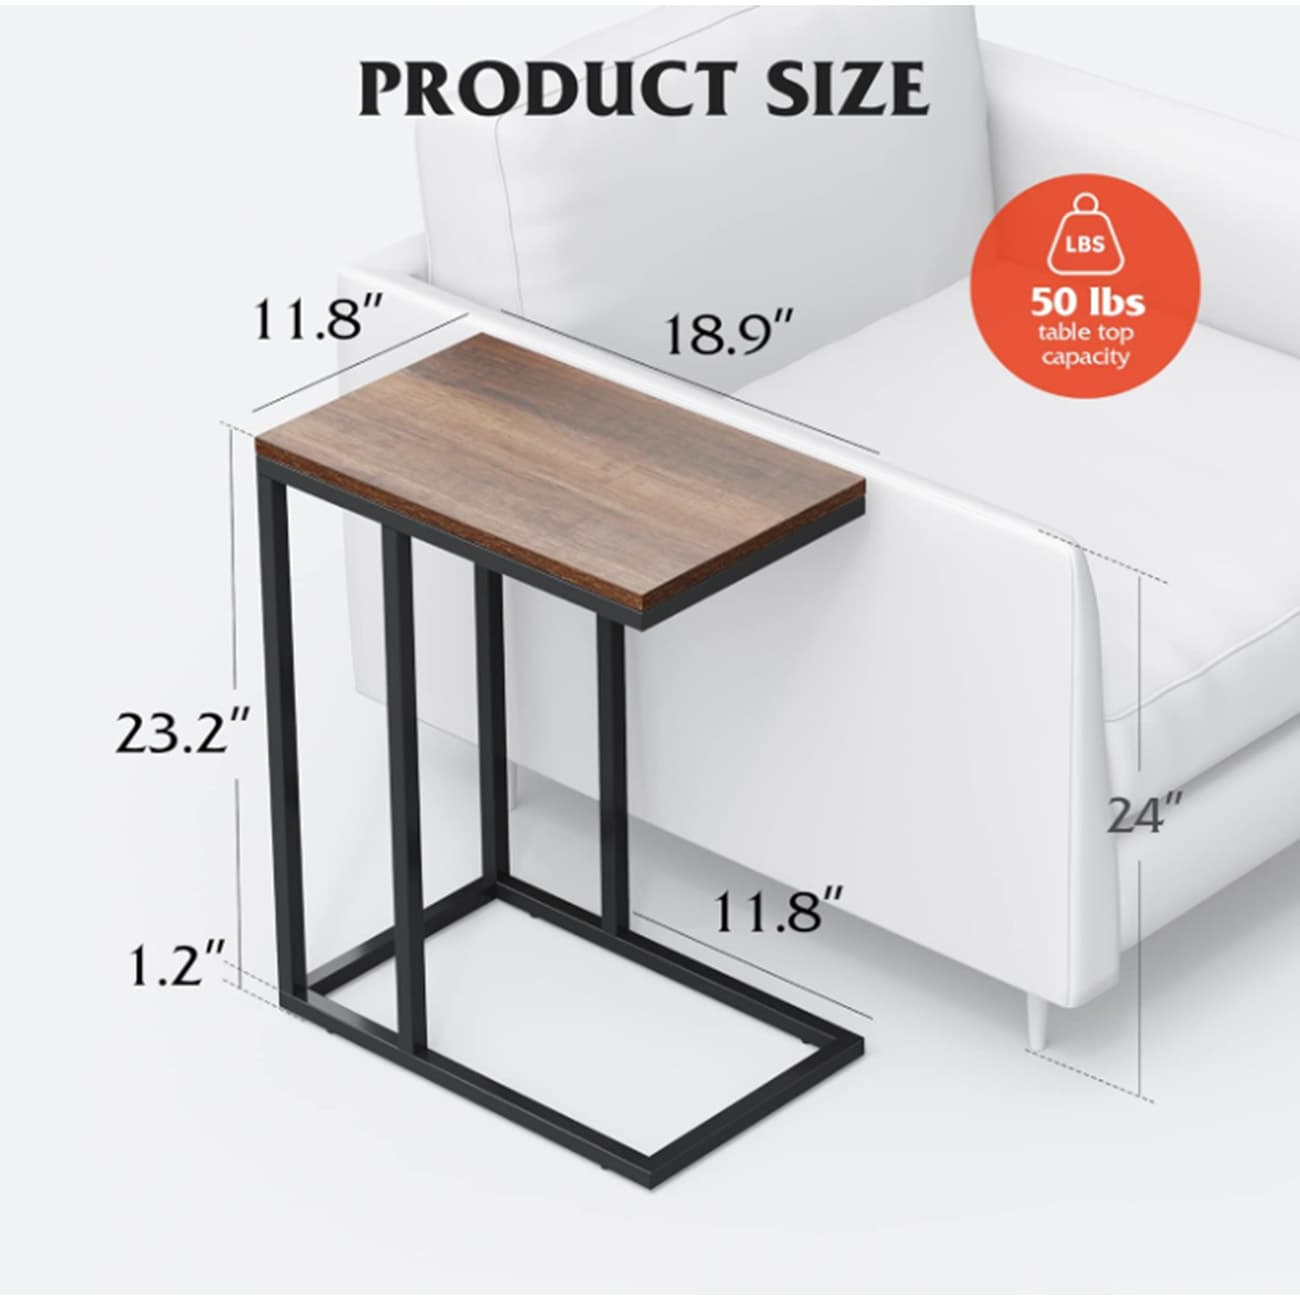 PRODUCT SIZE
LBS
50 lbs
table top
capacity
11.8"
18.9"
23.2"
24"
11.8"
1.2"